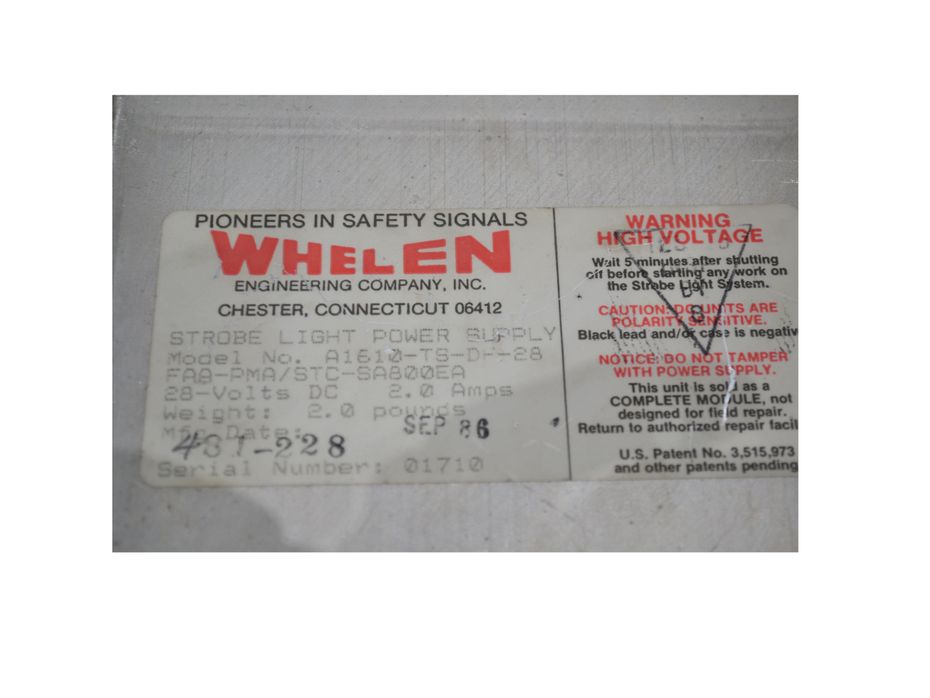 PIONEERS IN SAFETY SIGNALS
WHELEN
ENGINEERING COMPANY, INC.
CHESTER, CONNECTICUT 06412
STROBE LIGHT POWER SUPPLY
Model No. A1610-TS-DF-28
FAA-PMA/STC-SA800EA
28-Volts DC 2.0 Amps
Weight: 2.0 pounds
Mfg Date: SEP 86
-228
Serial Number: 01710
WARNING
HIGH VOLTAGE
Wait 5 minutes after shutting
off before starting any work on
the Strobe Light System.
CAUTION: DC UNITS ARE
POLARITY SENSITIVE.
Black lead and/or case is negativ
NOTICE: DO NOT TAMPER
WITH POWER SUPPLY.
This unit is sold as a
COMPLETE MODULE, not
designed for field repair.
Return to authorized repair facil
U.S. Patent No. 3,515,973
and other patents pending